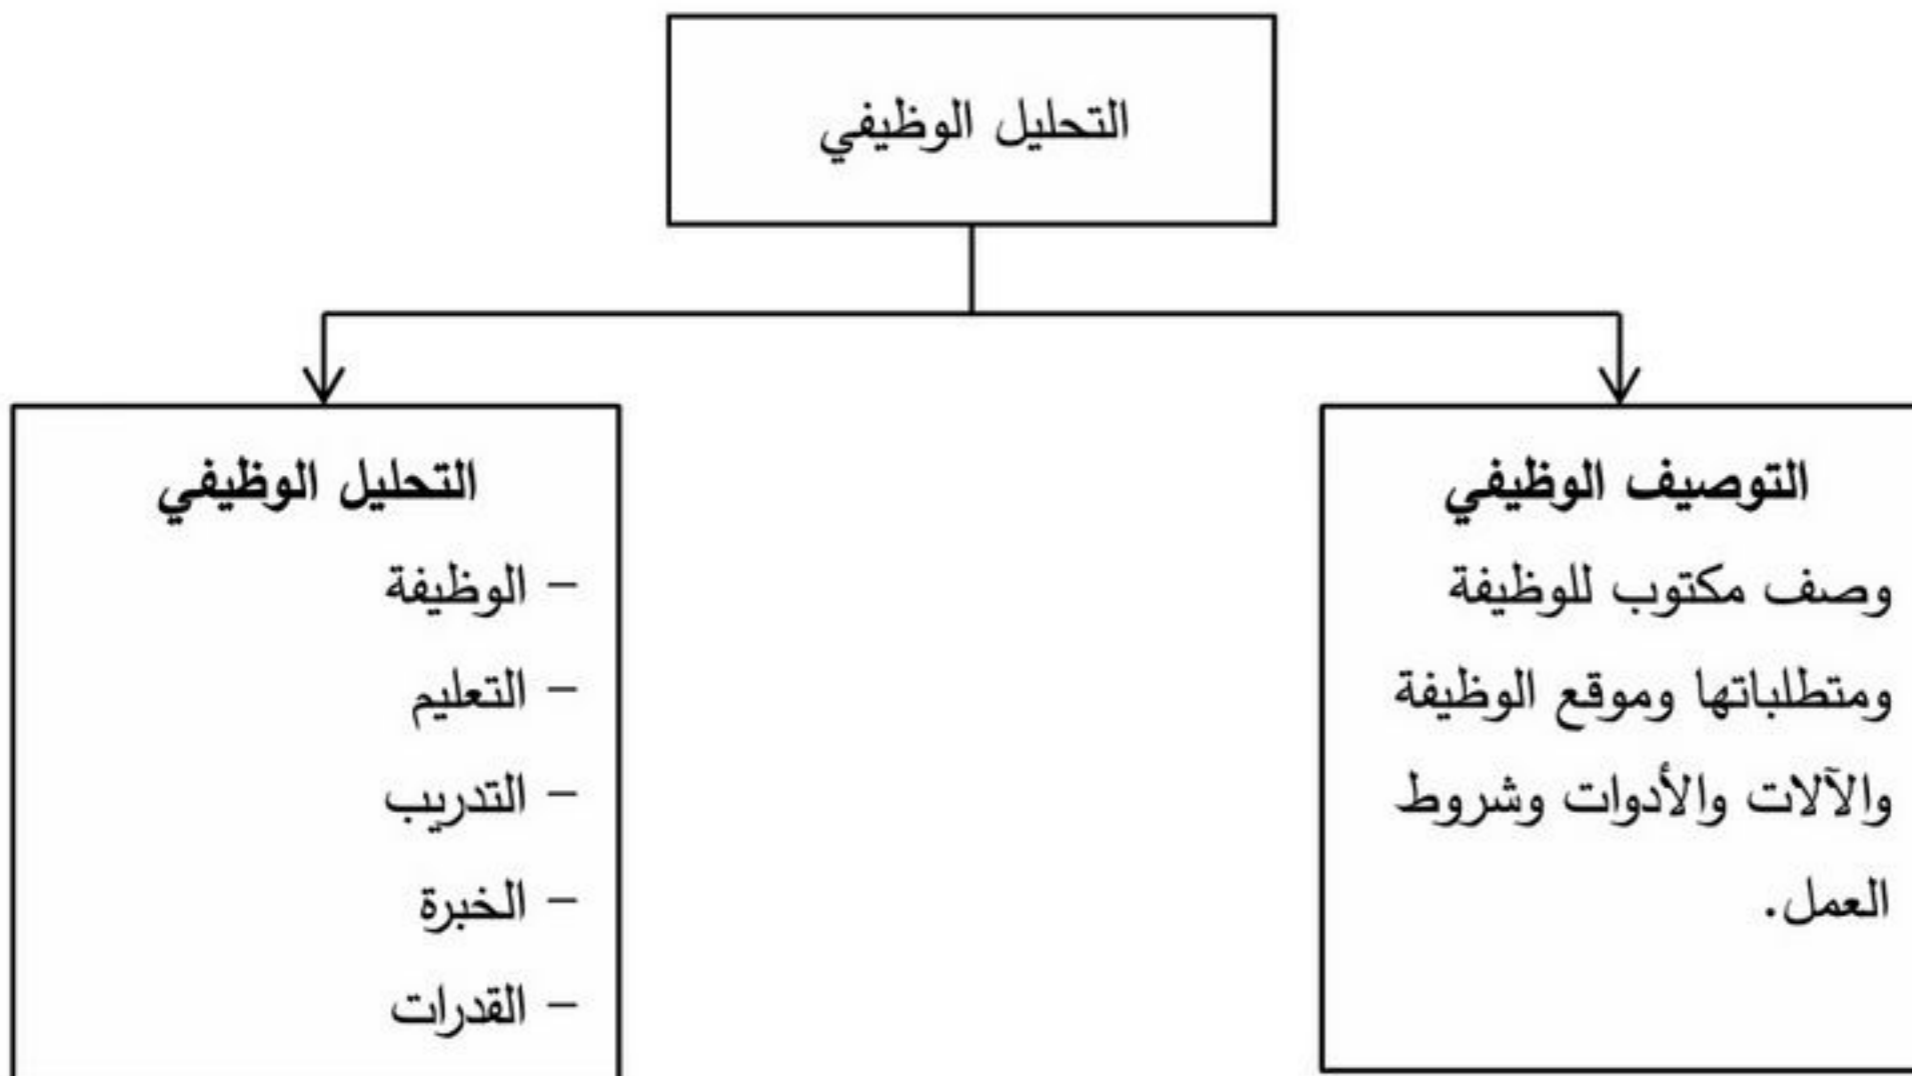 التحليل الوظيفي
التوصيف الوظيفي
وصف مكتوب للوظيفة
ومتطلباتها وموقع الوظيفة
والآلات والأدوات وشروط
العمل.
التحليل الوظيفي
– الوظيفة
– التعليم
– التدريب
– الخبرة
– القدرات